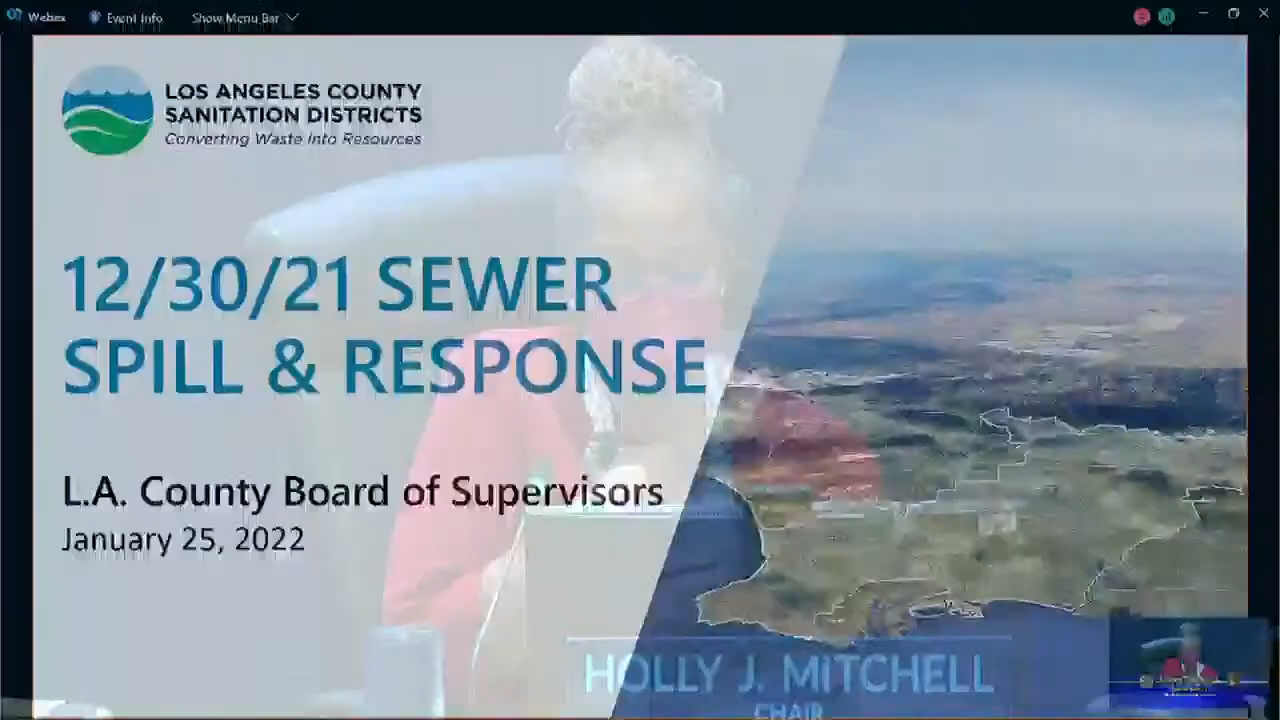 Webex Event Info Show Menu Bar
LOS ANGELES COUNTY
SANITATION DISTRICTS
Converting Waste Into Resources
12/30/21 SEWER
SPILL & RESPONSE
L.A. County Board of Supervisors
January 25, 2022
HOLLY J. MITCHELL
CHAIR